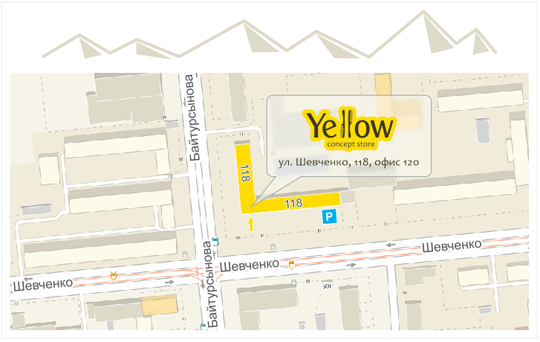 Байтурсынова
Yellow
concept store
ул. Шевченко, 118, офис 120
118
118
P
Шевченко
Шевченко
Шевченко
Байтурсынова